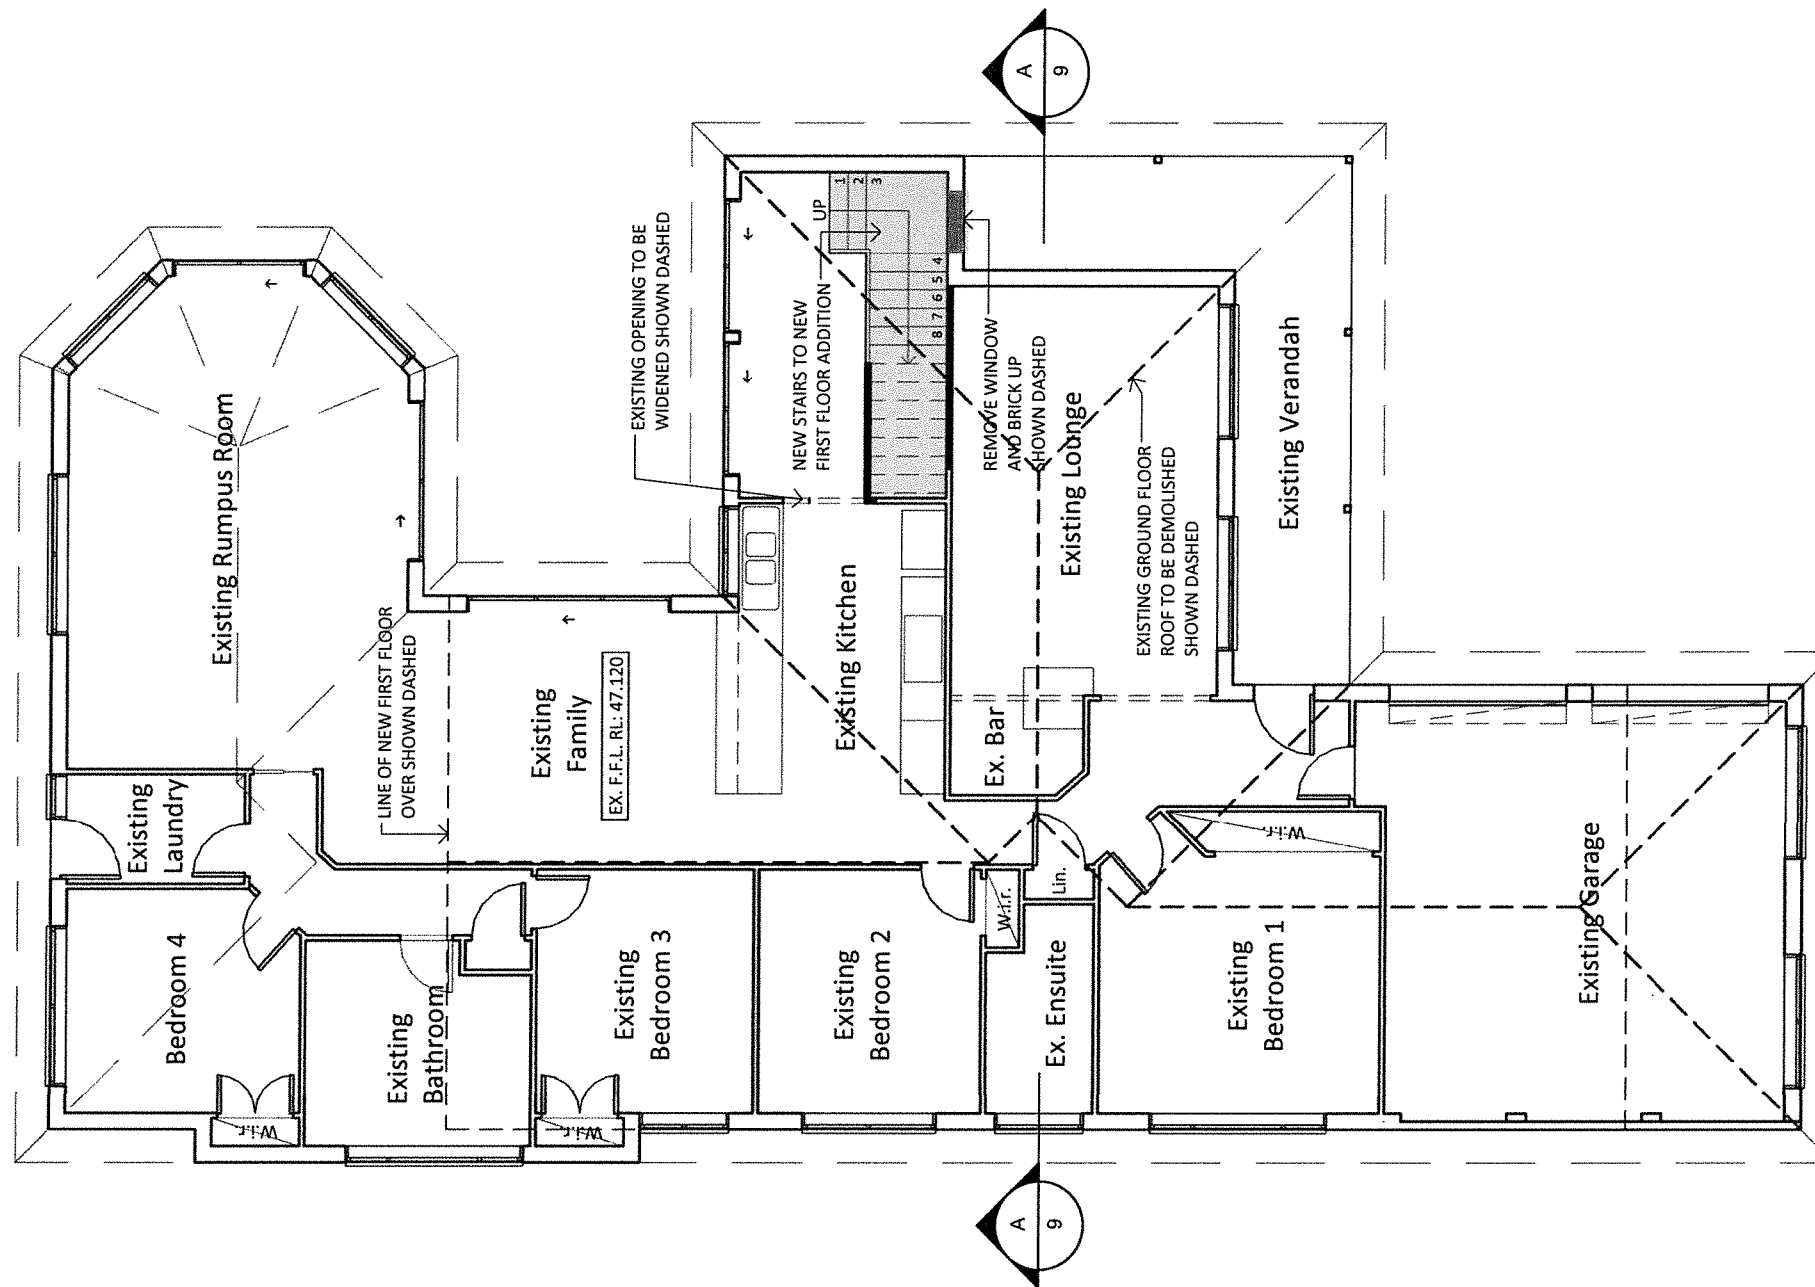 Existing
Laundry
Bedroom 4
Existing Rumpus Room
W.i.r.
LINE OF NEW FIRST FLOOR
OVER SHOWN DASHED
Existing
Bathroom
Existing
Family
EX. F.F.L. RL: 47.120
W.i.r.
Existing
Bedroom 3
EXISTING OPENING TO BE
WIDENED SHOWN DASHED
NEW STAIRS TO NEW
FIRST FLOOR ADDITION
UP
1
2
3
8 7 6 5 4
Existing
Bedroom 2
Existing Kitchen
W.i.r.
Ex. Bar
REMOVE WINDOW
AND BRICK UP
SHOWN DASHED
A
9
Ex. Ensuite
Lin.
Existing Lounge
A
9
EXISTING GROUND FLOOR
ROOF TO BE DEMOLISHED
SHOWN DASHED
Existing
Bedroom 1
W.i.r.
Existing Verandah
Existing Garage